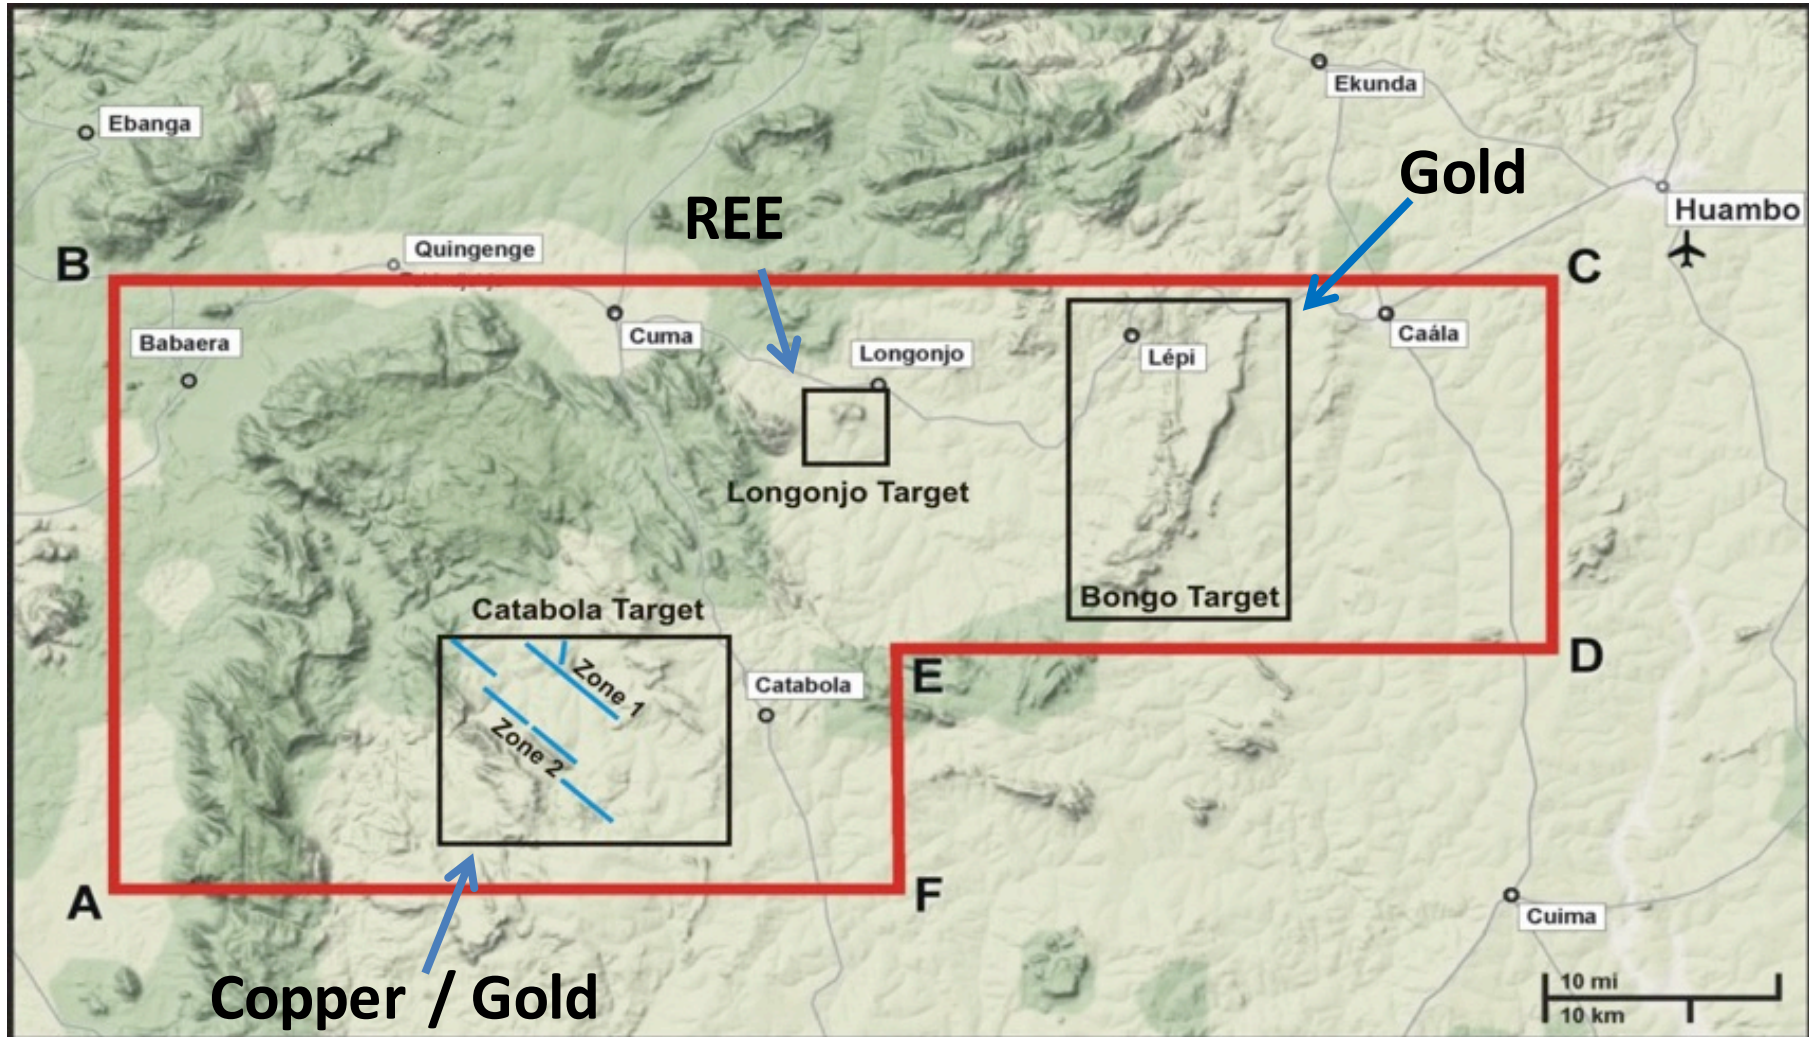 Ekunda
Ebanga
Gold
REE
Huambo
Quingenge
B
C
Babaera
Cuma
Caála
Longonjo
Lépi
Longonjo Target
Bongo Target
Catabola Target
D
E
Catabola
Zone 1
Zone 2
A
F
Cuima
Copper / Gold
10 mi
10 km